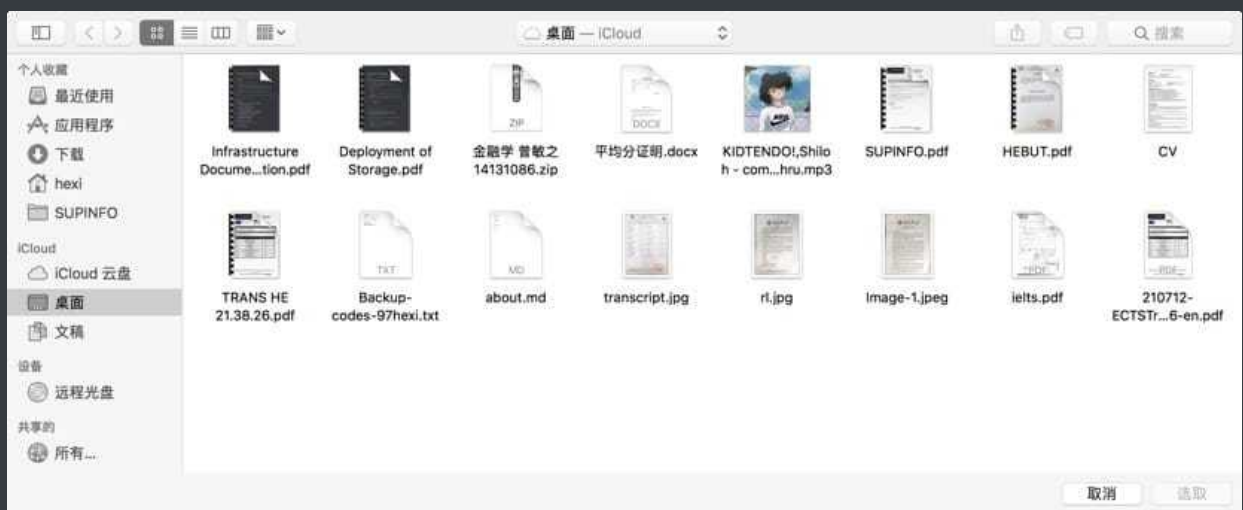 桌面 — iCloud
搜索
个人收藏
最近使用
应用程序
下载
hexi
SUPINFO
iCloud
iCloud 云盘
桌面
文稿
设备
远程光盘
共享的
所有...
Infrastructure
Docume...tion.pdf
Deployment of
Storage.pdf
ZIP
金融学 曾敏之
14131086.zip
DOCX
平均分证明.docx
KIDTENDO!,Shilo
h - com...hru.mp3
SUPINFO.pdf
HEBUT.pdf
CV
TRANS HE
21.38.26.pdf
TXT
Backup-
codes-97hexi.txt
MD
about.md
transcript.jpg
rl.jpg
Image-1.jpeg
PDF
ielts.pdf
PDF
210712-
ECTSTr...6-en.pdf
取消
选取